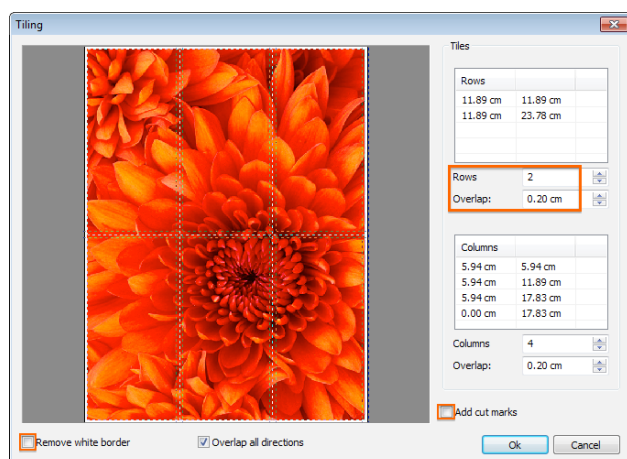 Tiling
Tiles
Rows
11.89 cm 11.89 cm
11.89 cm 23.78 cm
Rows 2
Overlap: 0.20 cm
Columns
5.94 cm 5.94 cm
5.94 cm 11.89 cm
5.94 cm 17.83 cm
0.00 cm 17.83 cm
Columns 4
Overlap: 0.20 cm
Add cut marks
Remove white border Overlap all directions Ok Cancel